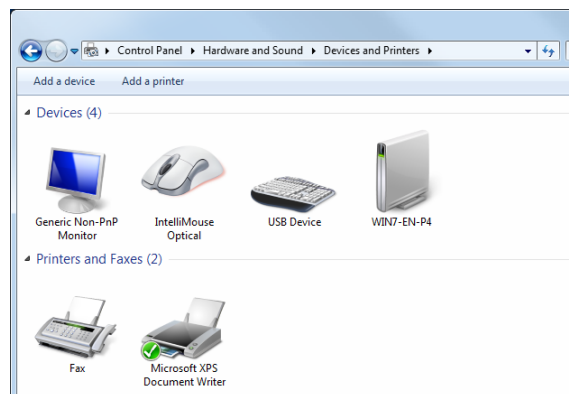 Control Panel ▸ Hardware and Sound ▸ Devices and Printers ▸
Add a device Add a printer
Devices (4)
Generic Non-PnP
Monitor
IntelliMouse
Optical
USB Device
WIN7-EN-P4
Printers and Faxes (2)
Fax
Microsoft XPS
Document Writer